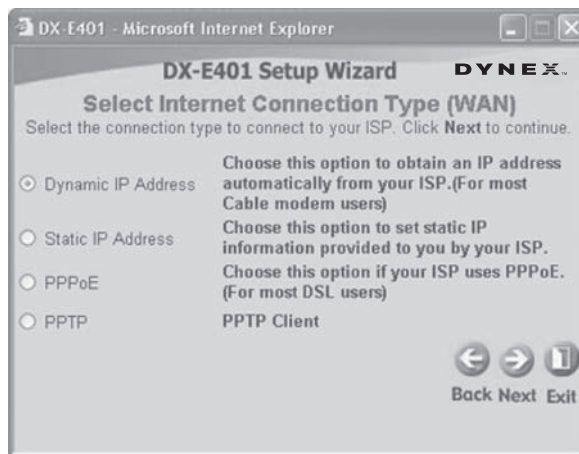 DX-E401 - Microsoft Internet Explorer
DX-E401 Setup Wizard
DYNEX™
Select Internet Connection Type (WAN)
Select the connection type to connect to your ISP. Click Next to continue.
Dynamic IP Address
Choose this option to obtain an IP address
automatically from your ISP.(For most
Cable modem users)
Static IP Address
Choose this option to set static IP
information provided to you by your ISP.
PPPoE
Choose this option if your ISP uses PPPoE.
(For most DSL users)
PPTP
PPTP Client
Back Next Exit